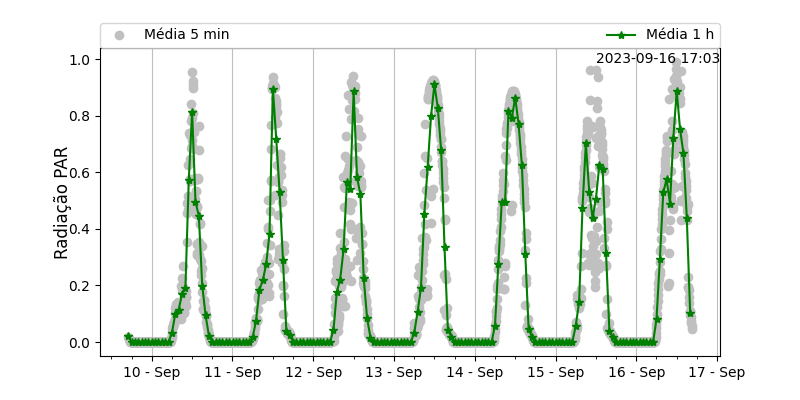 Média 5 min
Média 1 h
2023-09-16 17:03
Radiação PAR
1.0
0.8
0.6
0.4
0.2
0.0
10 - Sep
11 - Sep
12 - Sep
13 - Sep
14 - Sep
15 - Sep
16 - Sep
17 - Sep